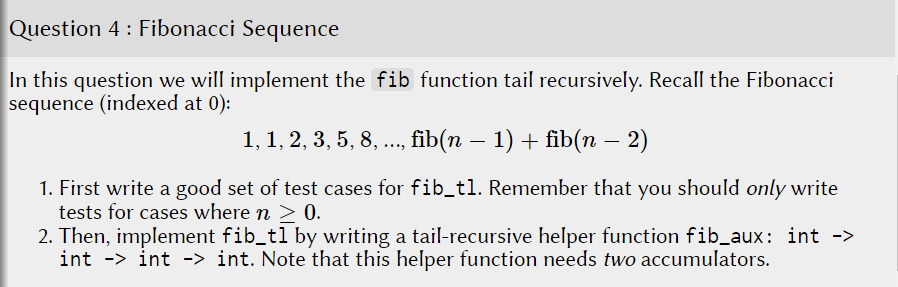 Question 4 : Fibonacci Sequence
In this question we will implement the fib function tail recursively. Recall the Fibonacci
sequence (indexed at 0):
1, 1, 2, 3, 5, 8, ..., fib(n − 1) + fib(n − 2)
1. First write a good set of test cases for fib_tl. Remember that you should only write
tests for cases where n ≥ 0.
2. Then, implement fib_tl by writing a tail-recursive helper function fib_aux: int ->
int -> int -> int. Note that this helper function needs two accumulators.